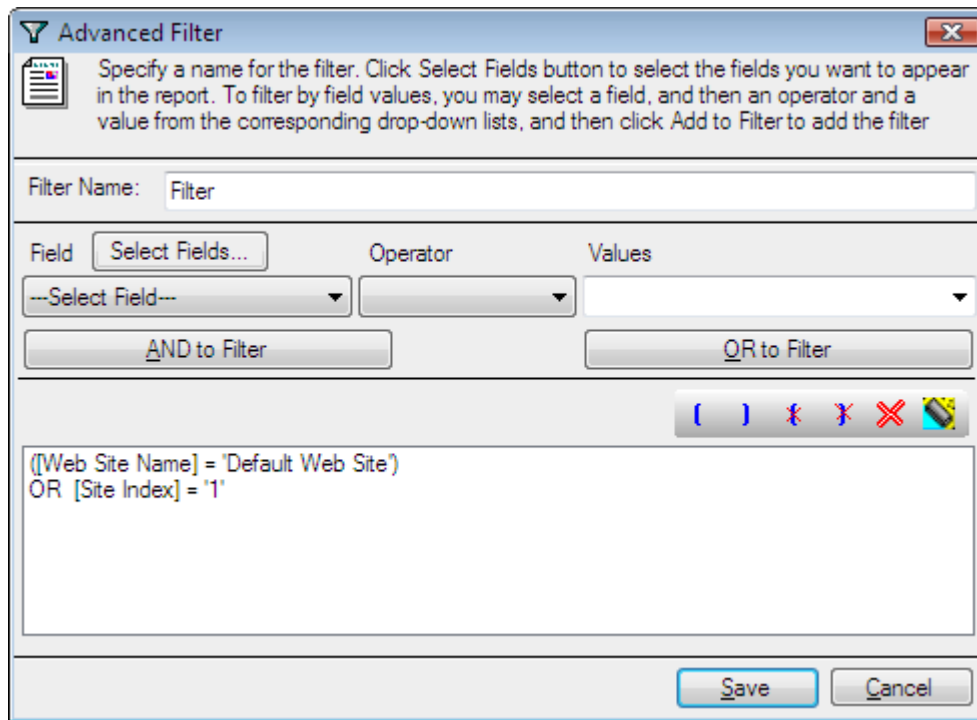 Advanced Filter
Specify a name for the filter. Click Select Fields button to select the fields you want to appear
in the report. To filter by field values, you may select a field, and then an operator and a
value from the corresponding drop-down lists, and then click Add to Filter to add the filter
Filter Name: Filter
Field Select Fields... Operator Values
---Select Field---
AND to Filter OR to Filter
( ) ( )
([Web Site Name] = 'Default Web Site')
OR [Site Index] = '1'
Save Cancel